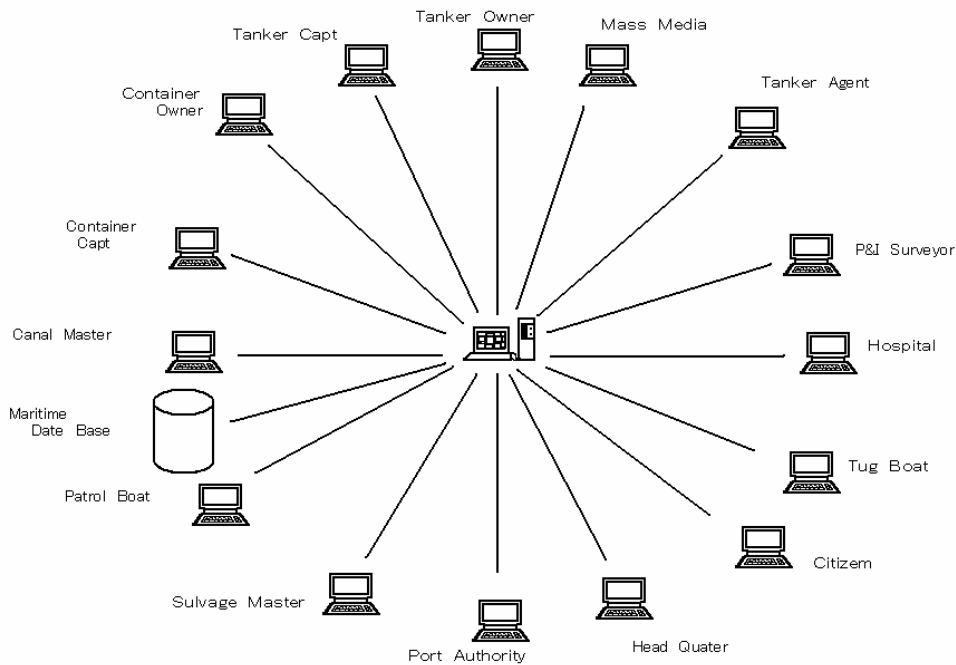 Tanker Owner
Tanker Capt
Mass Media
Container
Owner
Tanker Agent
Container
Capt
P&I Surveyor
Canal Master
Hospital
Maritime
Date Base
Patrol Boat
Tug Boat
Citizem
Sulvage Master
Port Authority
Head Quater